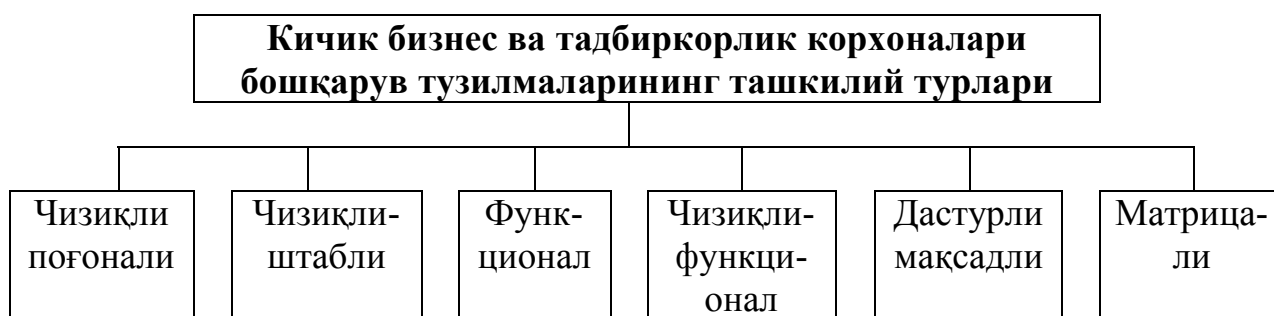 Кичик бизнес ва тадбиркорлик корхоналари
бошқарув тузилмаларининг ташкилий турлари
Чизиқли
поғонали
Чизиқли-
штабли
Функ-
ционал
Чизиқли-
функци-
онал
Дастурли
мақсадли
Матрица-
ли